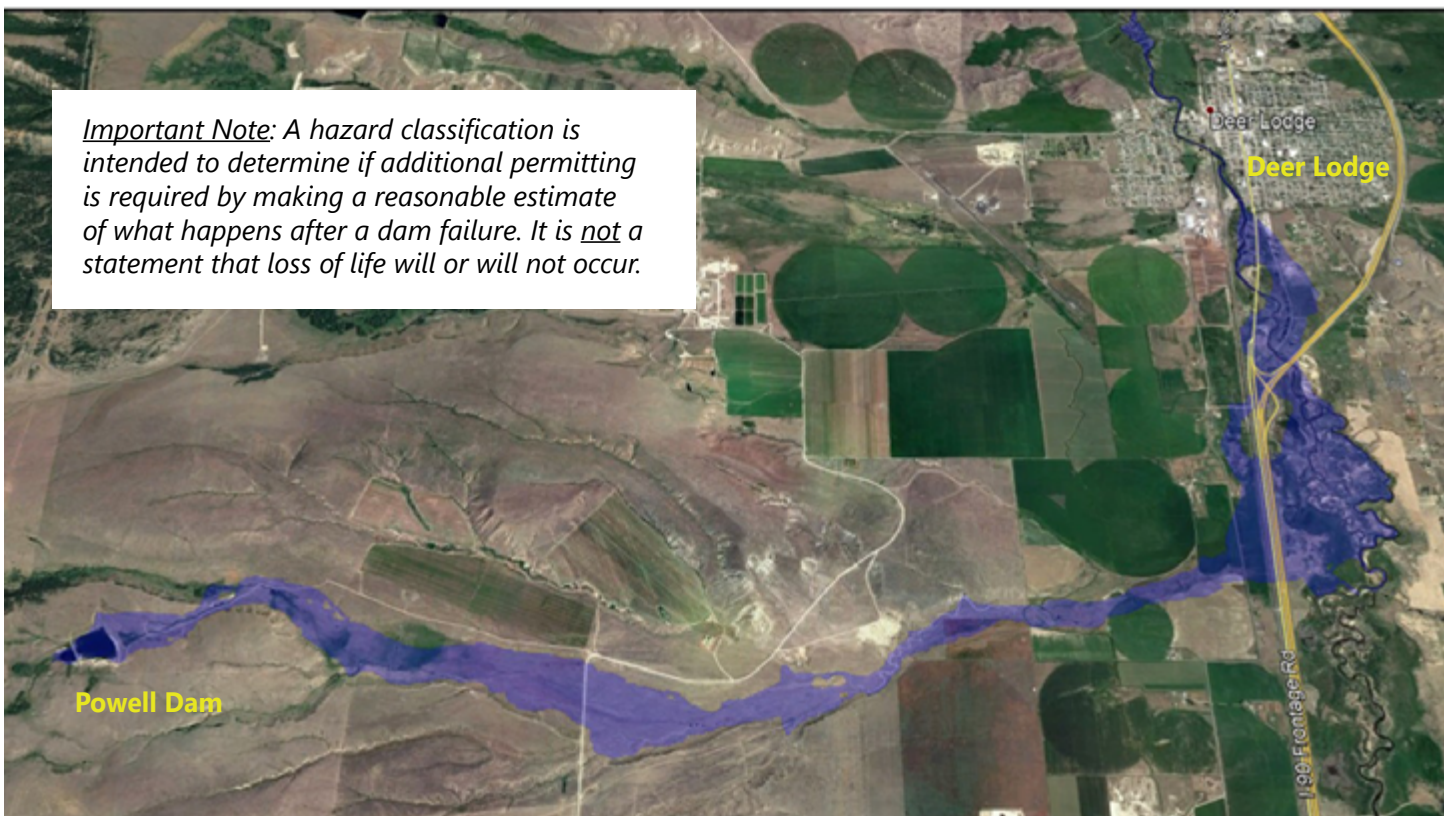 Important Note: A hazard classification is
intended to determine if additional permitting
is required by making a reasonable estimate
of what happens after a dam failure. It is not a
statement that loss of life will or will not occur.
Deer Lodge
Deer Lodge
Powell Dam
I-90 Frontage Rd